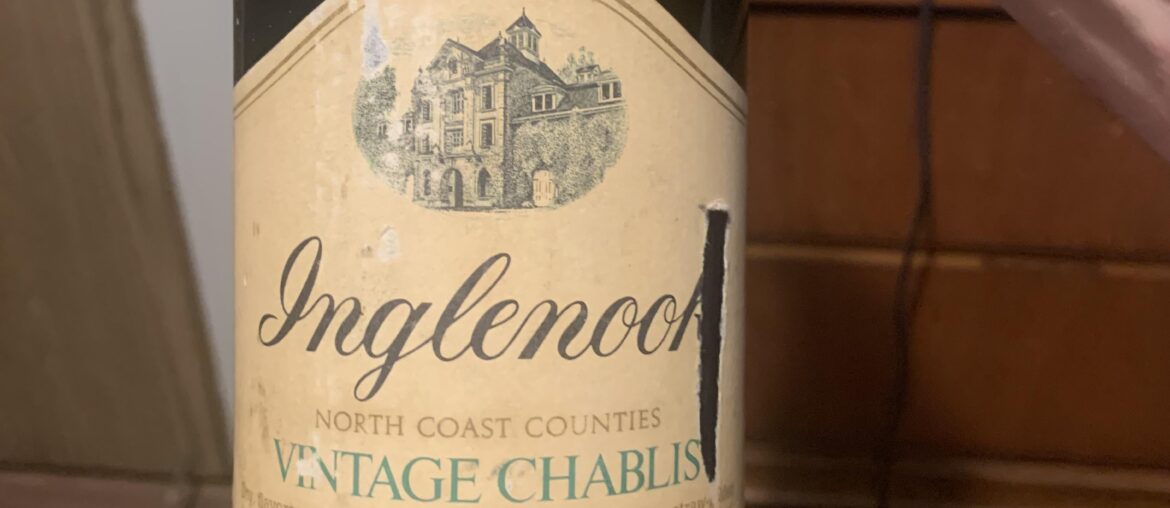 Inglenook
NORTH COAST COUNTIES
VINTAGE CHABLIS